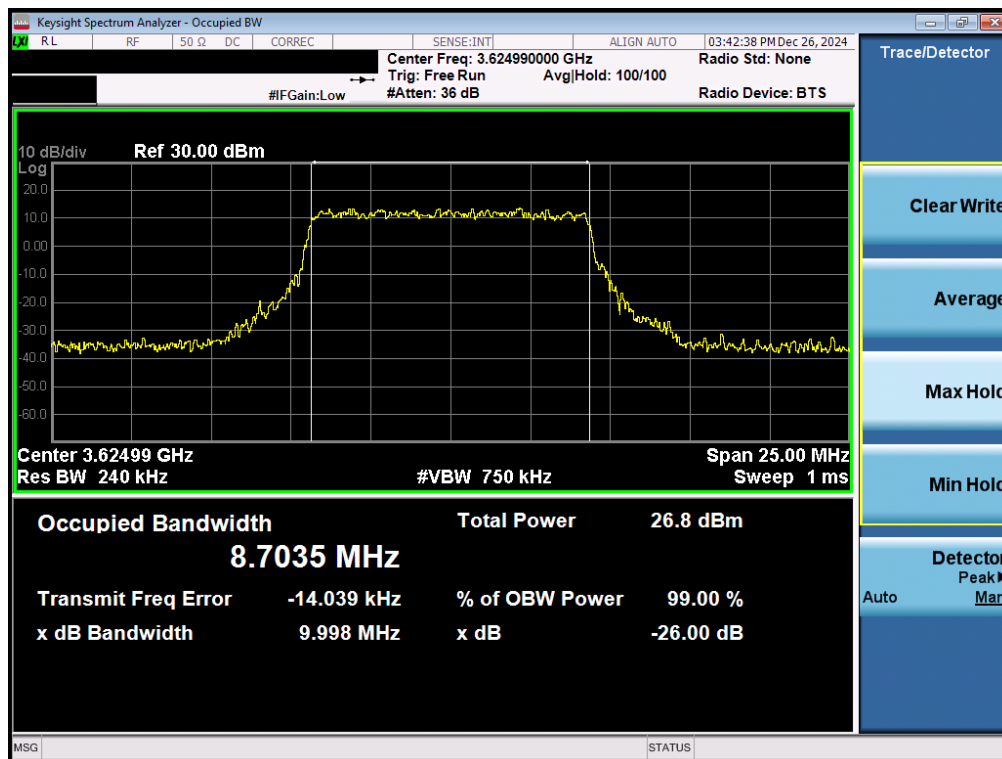 Keysight Spectrum Analyzer - Occupied BW
LXI RL RF 50 Ω DC CORREC SENSE:INT ALIGN AUTO 03:42:38 PM Dec 26, 2024
Center Freq: 3.624990000 GHz Radio Std: None
Trig: Free Run Avg|Hold: 100/100
#IFGain:Low #Atten: 36 dB Radio Device: BTS
Trace/Detector
10 dB/div Ref 30.00 dBm
Log
20.0
10.0
0.00
-10.0
-20.0
-30.0
-40.0
-50.0
-60.0
Center 3.62499 GHz Span 25.00 MHz
Res BW 240 kHz #VBW 750 kHz Sweep 1 ms
Occupied Bandwidth Total Power 26.8 dBm
8.7035 MHz
Transmit Freq Error -14.039 kHz % of OBW Power 99.00 %
x dB Bandwidth 9.998 MHz x dB -26.00 dB
Clear Write
Average
Max Hold
Min Hold
Detector
Peak
Auto Man
MSG STATUS